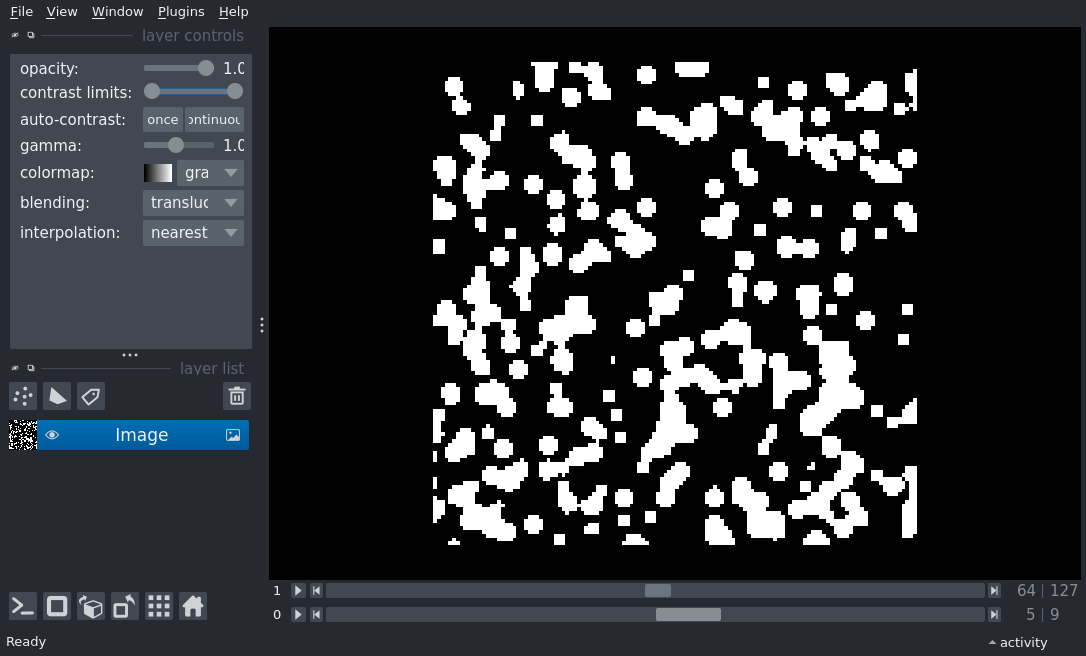 File View Window Plugins Help
layer controls
opacity: 1.0
contrast limits:
auto-contrast: once ontinuou
gamma: 1.0
colormap: gra
blending: transluc
interpolation: nearest
layer list
Image
1 64 | 127
0 5 | 9
Ready activity